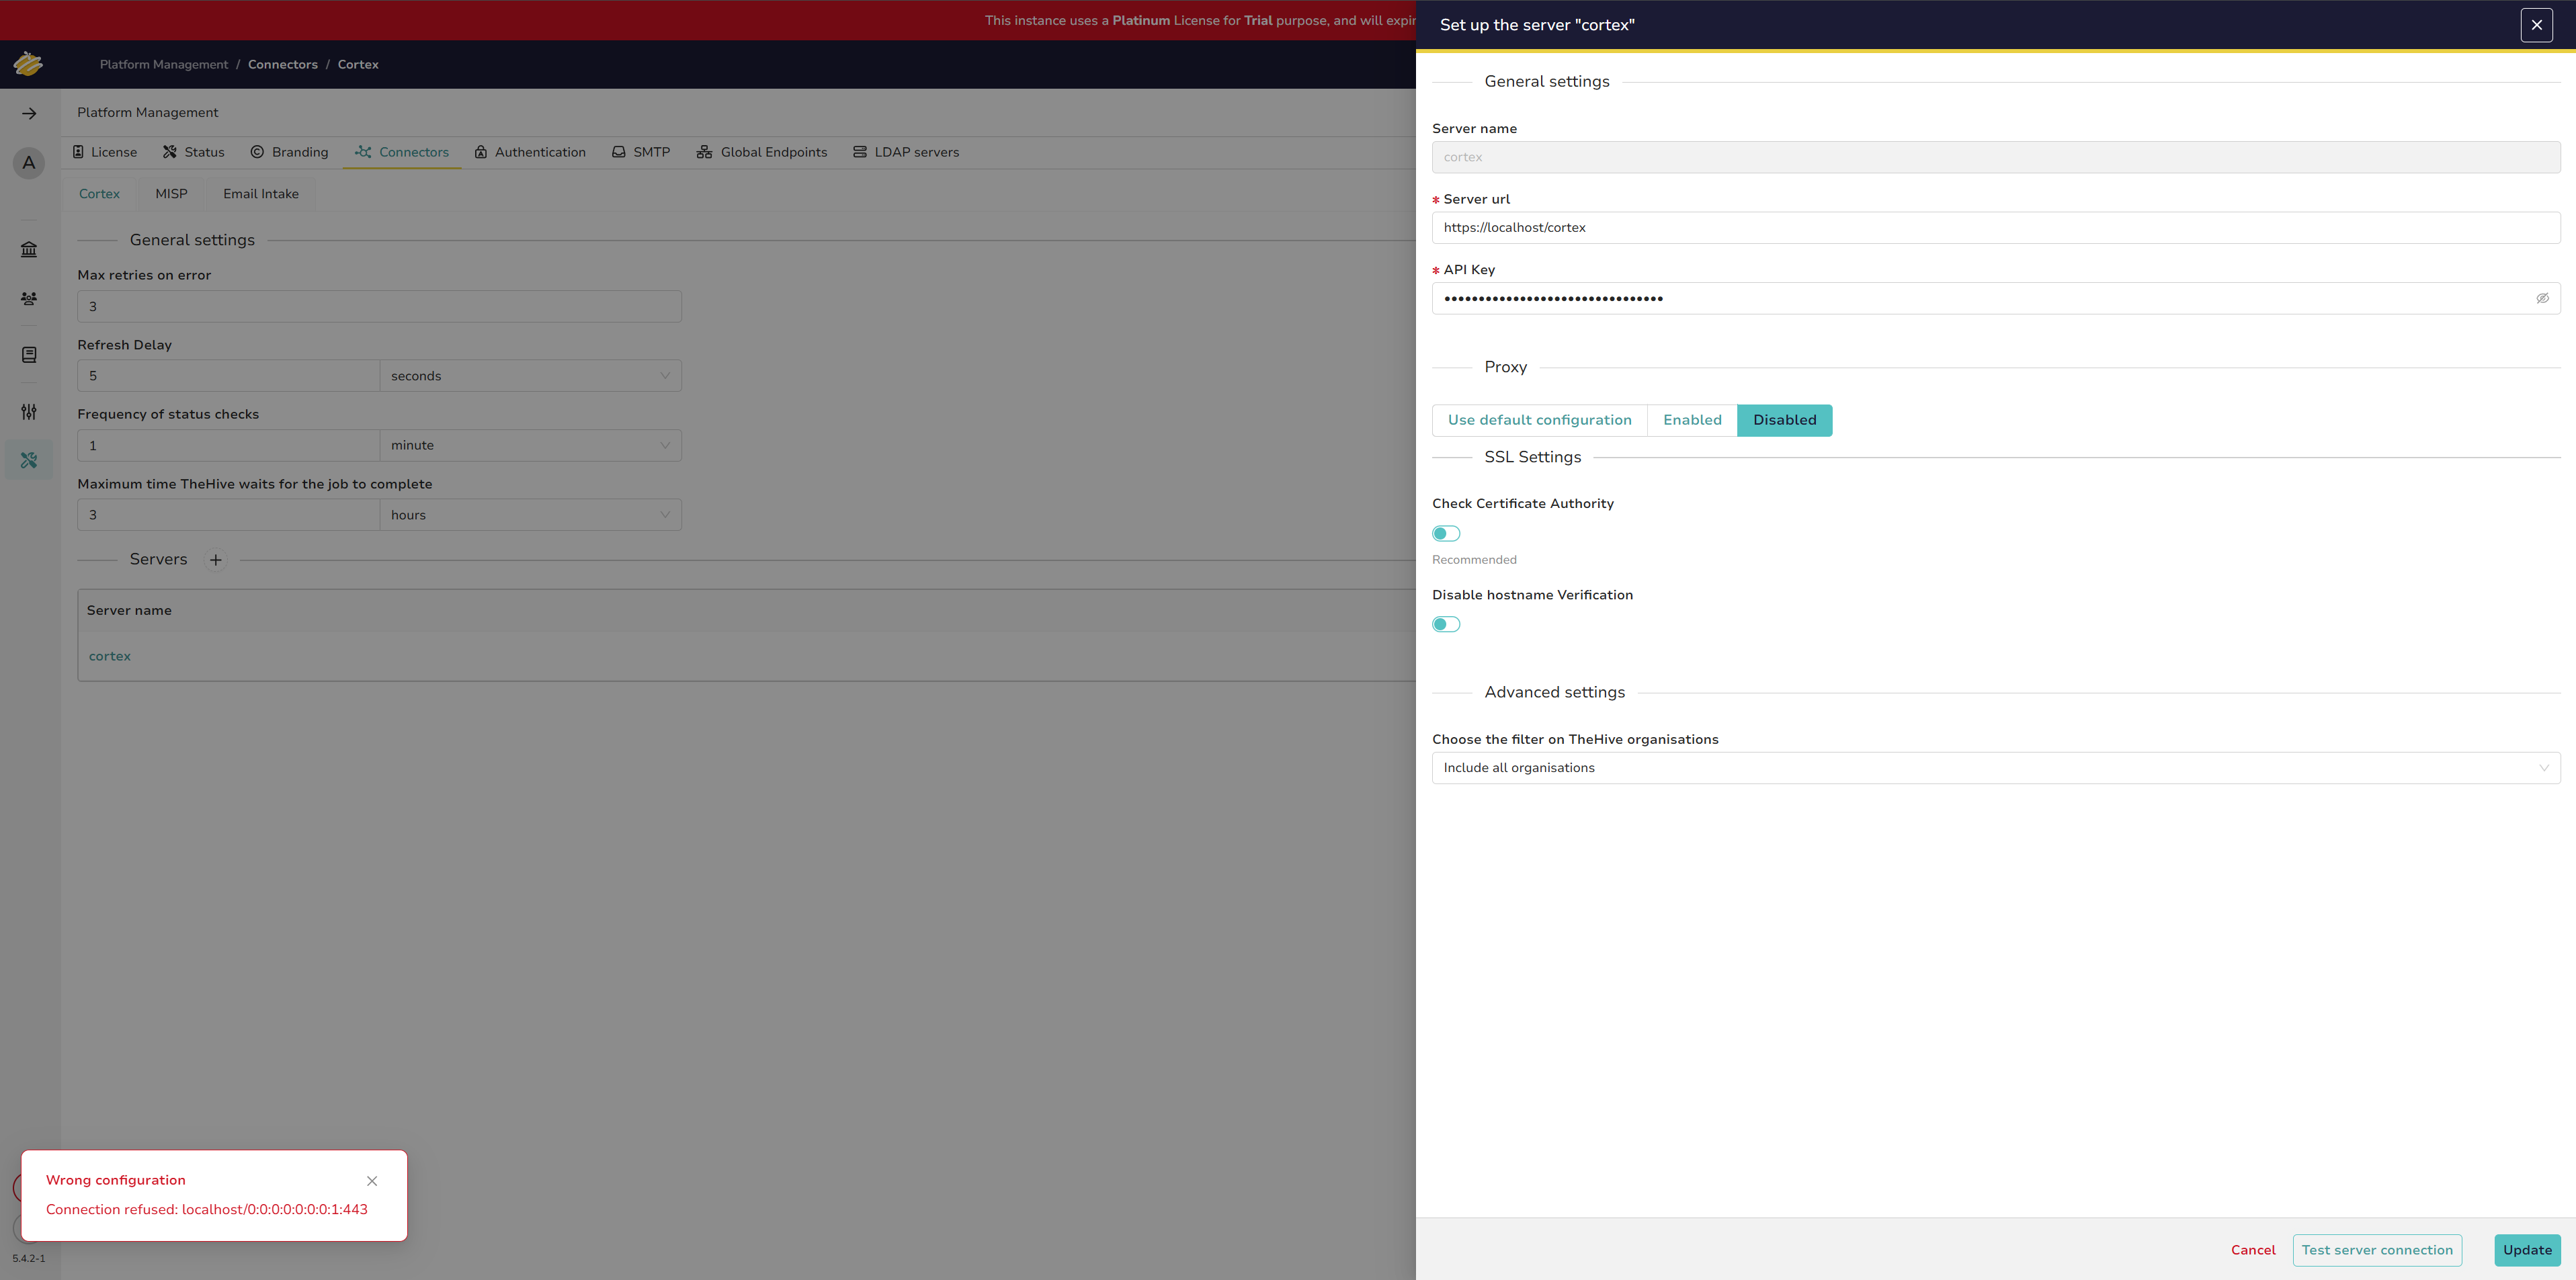 This instance uses a Platinum License for Trial purpose, and will expir
Platform Management / Connectors / Cortex
A
Platform Management
License
Status
Branding
Connectors
Authentication
SMTP
Global Endpoints
LDAP servers
Cortex
MISP
Email Intake
General settings
Max retries on error
3
Refresh Delay
5
seconds
Frequency of status checks
1
minute
Maximum time TheHive waits for the job to complete
3
hours
Servers +
Server name
cortex
Wrong configuration
Connection refused: localhost/0:0:0:0:0:0:0:1:443
5.4.2-1
Set up the server "cortex"
General settings
Server name
cortex
* Server url
https://localhost/cortex
* API Key
••••••••••••••••••••••••••••••••
Proxy
Use default configuration
Enabled
Disabled
SSL Settings
Check Certificate Authority
Recommended
Disable hostname Verification
Advanced settings
Choose the filter on TheHive organisations
Include all organisations
Cancel
Test server connection
Update